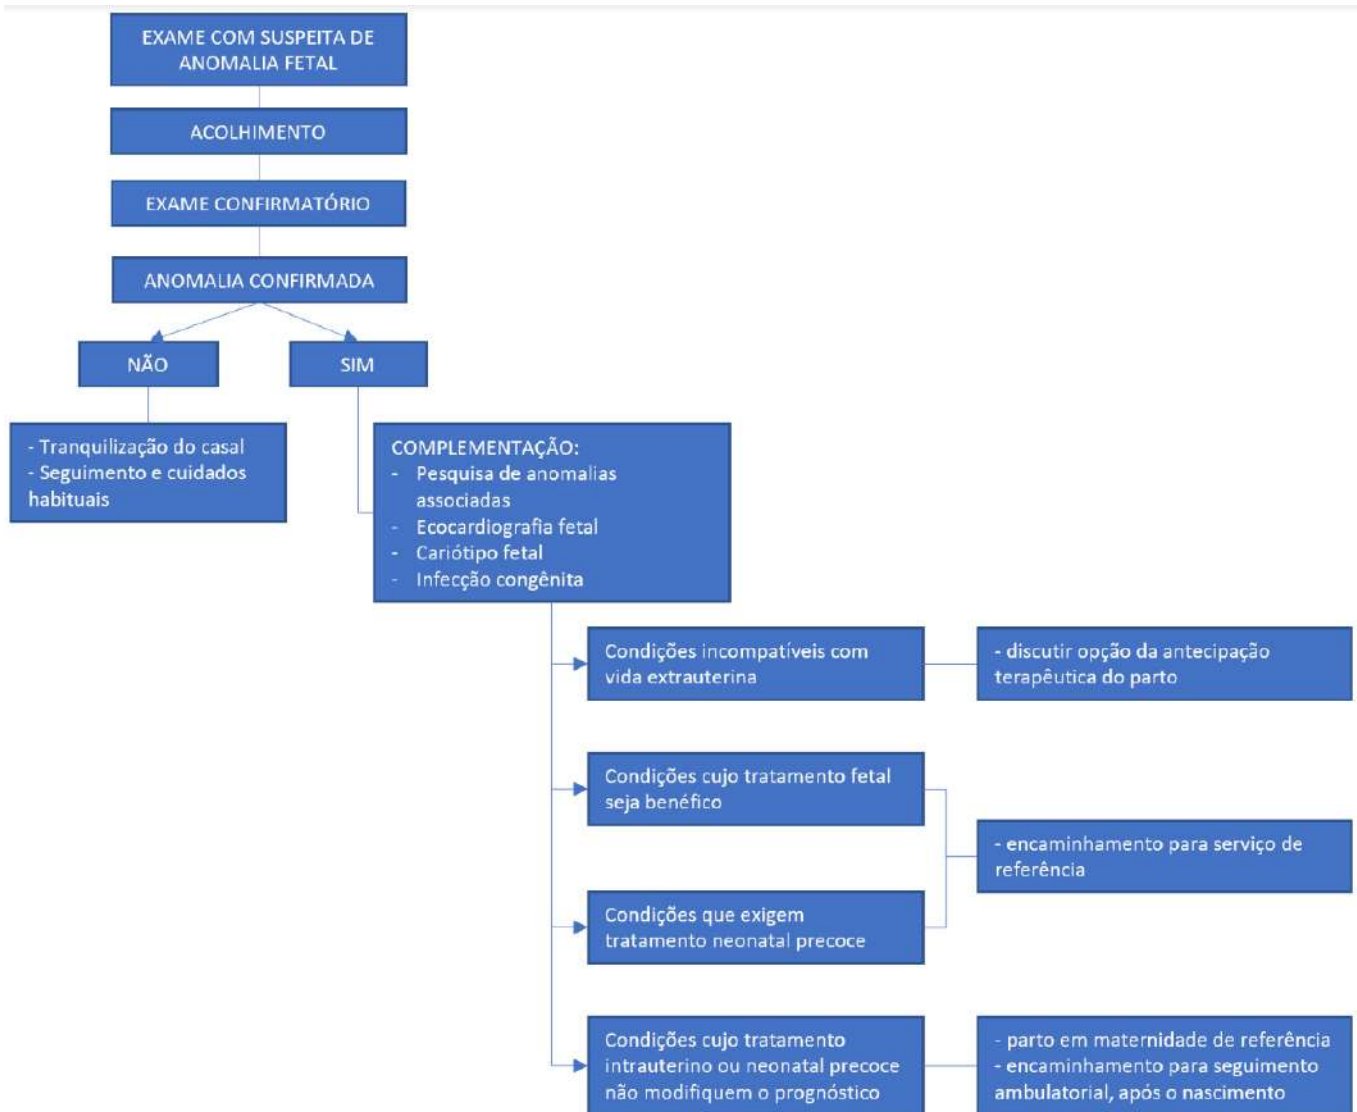 EXAME COM SUSPEITA DE
ANOMALIA FETAL
ACOLHIMENTO
EXAME CONFIRMATÓRIO
ANOMALIA CONFIRMADA
NÃO
SIM
- Tranquilização do casal
- Seguimento e cuidados
habituais
COMPLEMENTAÇÃO:
- Pesquisa de anomalias
associadas
- Ecocardiografia fetal
- Cariótipo fetal
- Infecção congênita
Condições incompatíveis com
vida extrauterina
- discutir opção da antecipação
terapêutica do parto
Condições cujo tratamento fetal
seja benéfico
- encaminhamento para serviço de
referência
Condições que exigem
tratamento neonatal precoce
Condições cujo tratamento
intrauterino ou neonatal precoce
não modifiquem o prognóstico
- parto em maternidade de referência
- encaminhamento para seguimento
ambulatorial, após o nascimento